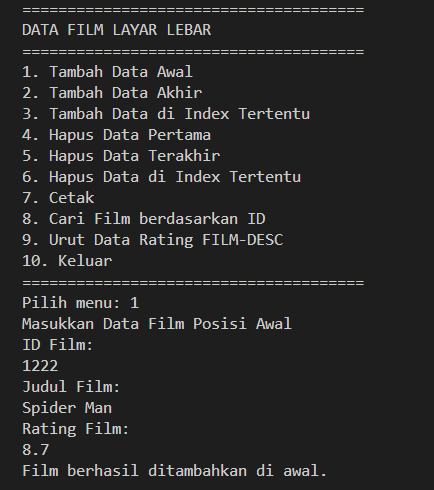 ======================================
DATA FILM LAYAR LEBAR
======================================
1. Tambah Data Awal
2. Tambah Data Akhir
3. Tambah Data di Index Tertentu
4. Hapus Data Pertama
5. Hapus Data Terakhir
6. Hapus Data di Index Tertentu
7. Cetak
8. Cari Film berdasarkan ID
9. Urut Data Rating FILM-DESC
10. Keluar
======================================
Pilih menu: 1
Masukkan Data Film Posisi Awal
ID Film:
1222
Judul Film:
Spider Man
Rating Film:
8.7
Film berhasil ditambahkan di awal.